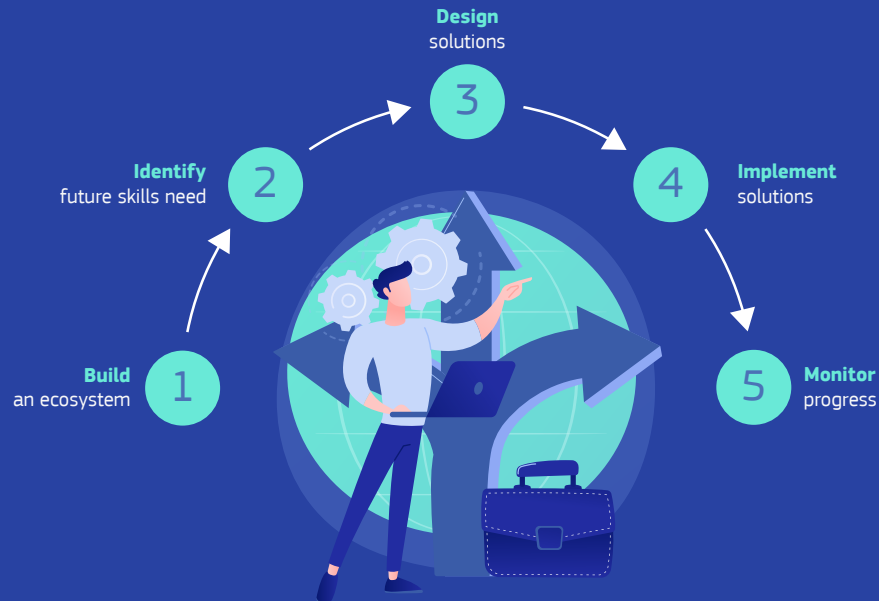 1
Build
an ecosystem
2
Identify
future skills need
3
Design
solutions
4
Implement
solutions
5
Monitor
progress